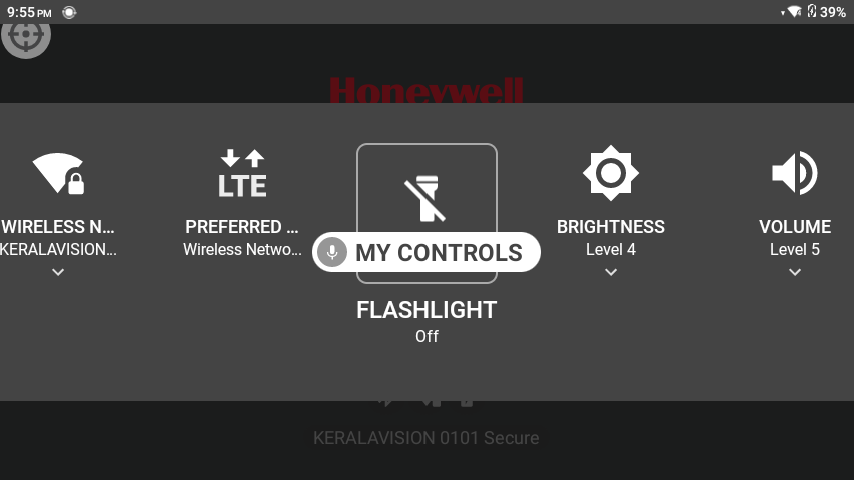 9:55 PM
39%
Honeywell
LTE
WIRELESS N...
PREFERRED ...
BRIGHTNESS
VOLUME
KERALAVISION...
Wireless Netwo...
MY CONTROLS
Level 4
Level 5
FLASHLIGHT
Off
KERALAVISION 0101 Secure